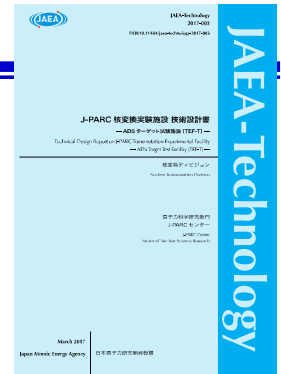 JAEA
JAEA-Technology
2017-003
DOI:10.11484/jaea-technology-2017-003
J-PARC 核変換実験施設 技術設計書
― ADS ターゲット試験施設 (TEF-T) ―
Technical Design Report on J-PARC Transmutation Experimental Facility
― ADS Target Test Facility (TEF-T) ―
核変換ディビジョン
Nuclear Transmutation Division
原子力科学研究部門
J-PARC センター
J-PARC Center
Sector of Nuclear Science Research
March 2017
Japan Atomic Energy Agency
日本原子力研究開発機構
JAEA-Technology